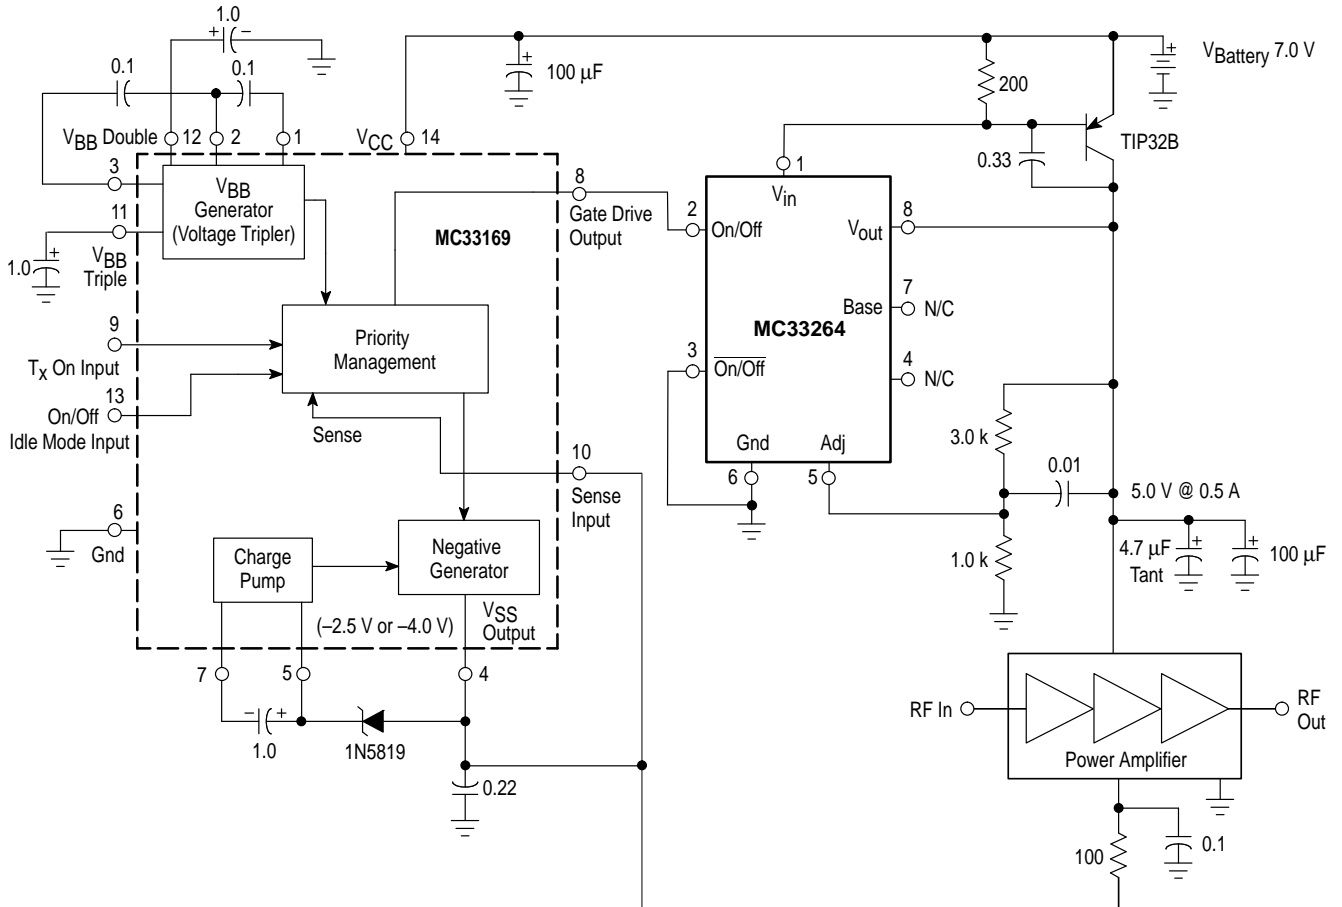 1.0
+ −
0.1
0.1
VBB Double
12
2
1
3
VBB
Generator
(Voltage Tripler)
11
VBB
Triple
1.0
+
VCC
14
+
100 µF
200
+
VBattery 7.0 V
TIP32B
0.33
8
Gate Drive
Output
MC33169
1
Vin
2
On/Off
Vout
8
7
Base
N/C
MC33264
3
On/Off
4
N/C
Gnd
Adj
6
5
9
Tx On Input
13
On/Off
Idle Mode Input
Priority
Management
Sense
10
Sense
Input
3.0 k
0.01
5.0 V @ 0.5 A
1.0 k
4.7 µF
Tant
+
+
100 µF
6
Gnd
Charge
Pump
Negative
Generator
(−2.5 V or −4.0 V)
VSS
Output
7
5
4
− +
1.0
1N5819
0.22
RF In
RF
Out
Power Amplifier
100
0.1